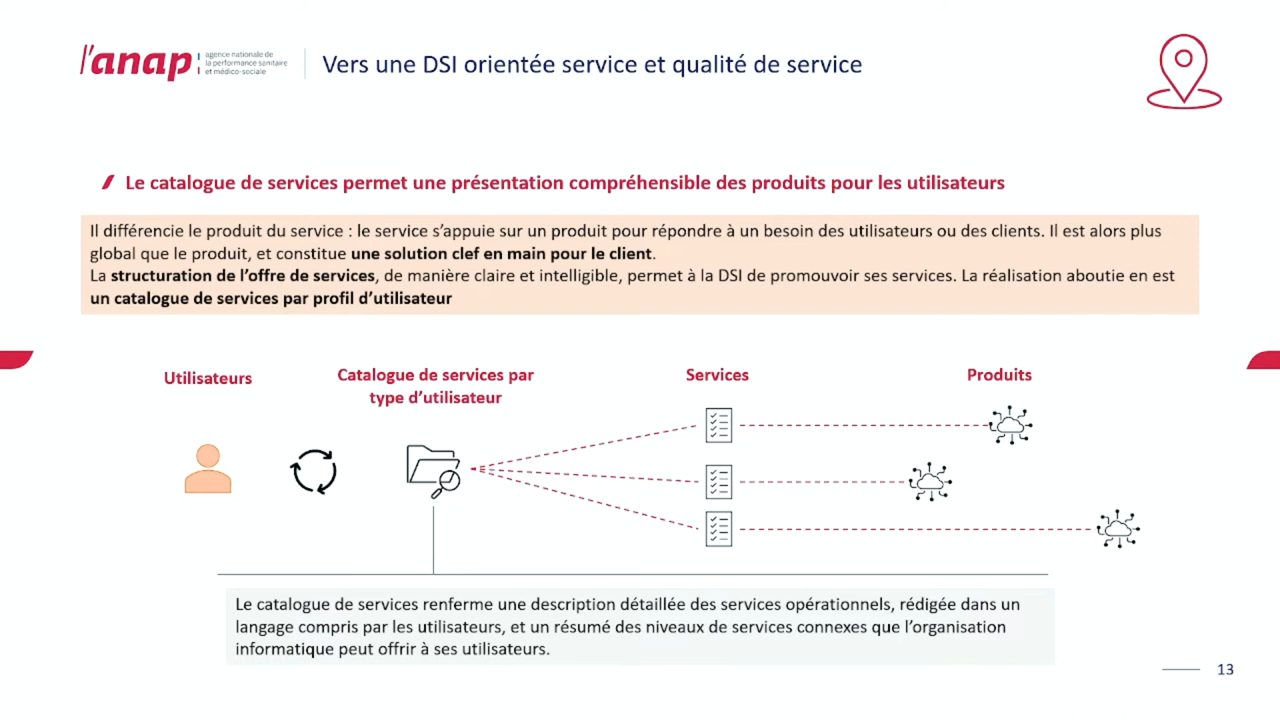 l'anap
agence nationale de
la performance sanitaire
et médico-sociale
Vers une DSI orientée service et qualité de service
Le catalogue de services permet une présentation compréhensible des produits pour les utilisateurs
Il différencie le produit du service : le service s'appuie sur un produit pour répondre à un besoin des utilisateurs ou des clients. Il est alors plus
global que le produit, et constitue une solution clef en main pour le client.
La structuration de l'offre de services, de manière claire et intelligible, permet à la DSI de promouvoir ses services. La réalisation aboutie en est
un catalogue de services par profil d'utilisateur
Utilisateurs
Catalogue de services par
type d'utilisateur
Services
Produits
Le catalogue de services renferme une description détaillée des services opérationnels, rédigée dans un
langage compris par les utilisateurs, et un résumé des niveaux de services connexes que l'organisation
informatique peut offrir à ses utilisateurs.
13